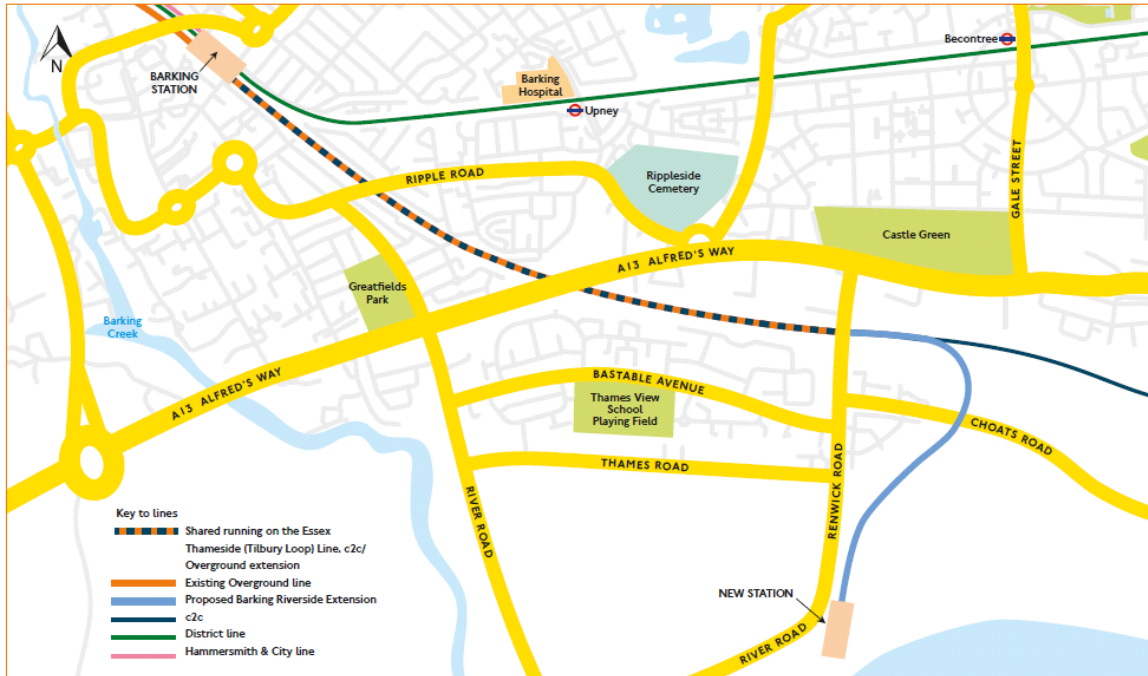 Becontree
N
BARKING
STATION
Barking
Hospital
Upney
GALE STREET
RIPPLE ROAD
Rippleside
Cemetery
Castle Green
A13 ALFRED'S WAY
Greatfields
Park
Barking
Creek
A13 ALFRED'S WAY
BASTABLE AVENUE
Thames View
School
Playing Field
CHOATS ROAD
THAMES ROAD
RENWICK ROAD
RIVER ROAD
Key to lines
Shared running on the Essex
Thameside (Tilbury Loop) Line, c2c/
Overground extension
Existing Overground line
Proposed Barking Riverside Extension
c2c
District line
Hammersmith & City line
NEW STATION
RIVER ROAD